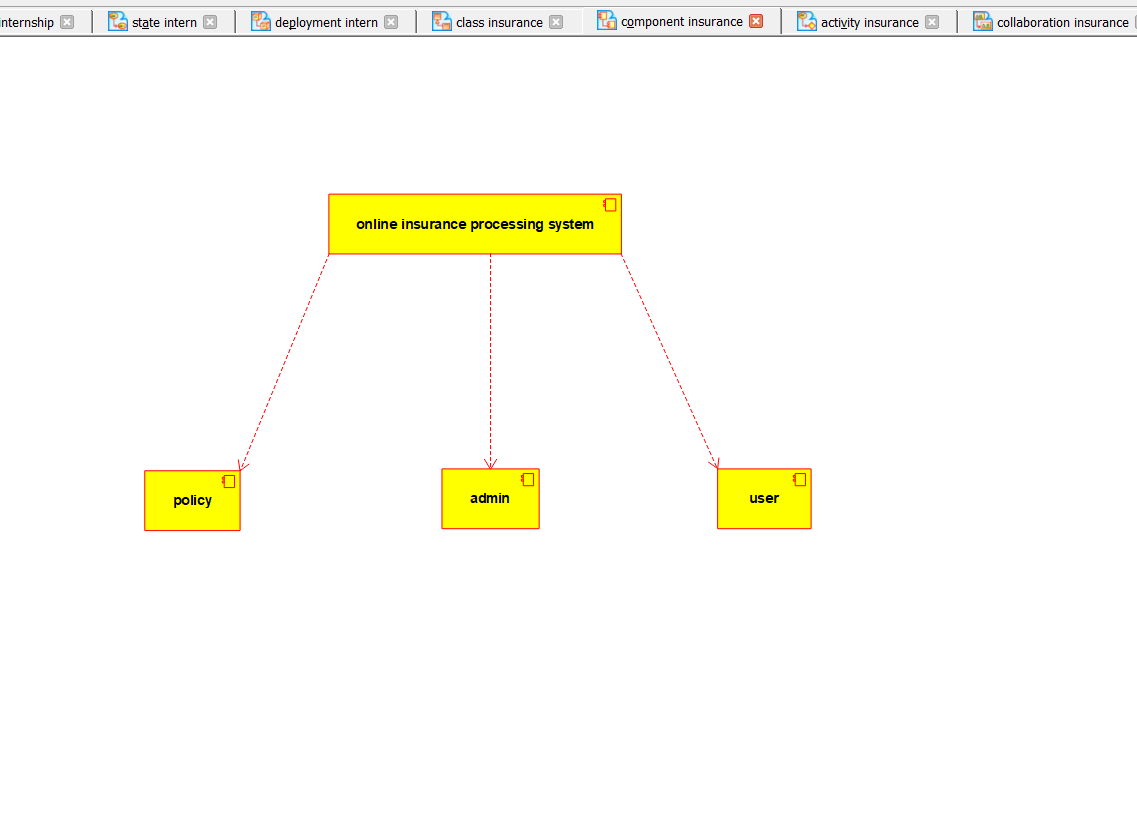 nternship
state intern
deployment intern
class insurance
component insurance
activity insurance
collaboration insurance
online insurance processing system
policy
admin
user